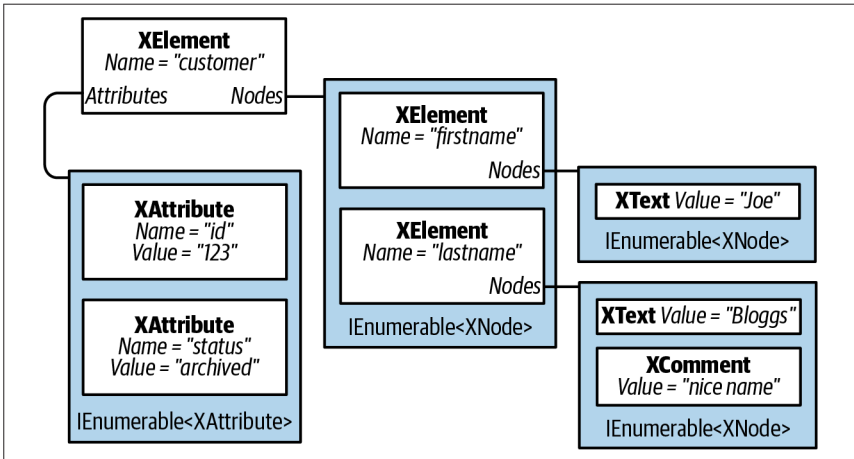 XElement
Name = "customer"
Attributes Nodes
XAttribute
Name = "id"
Value = "123"
XAttribute
Name = "status"
Value = "archived"
IEnumerable<XAttribute>
XElement
Name = "firstname"
Nodes
XElement
Name = "lastname"
Nodes
IEnumerable<XNode>
XText Value = "Joe"
IEnumerable<XNode>
XText Value = "Bloggs"
XComment
Value = "nice name"
IEnumerable<XNode>